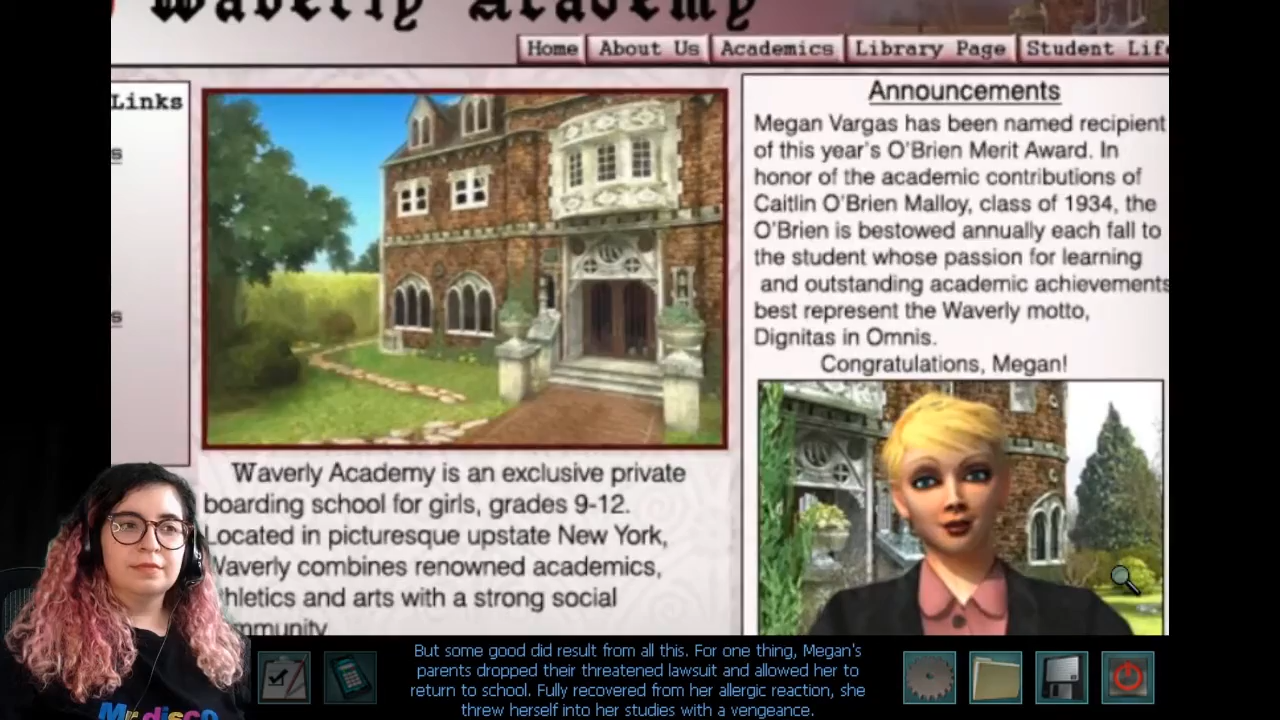 Waverly Academy
Home About Us Academics Library Page Student Life
Links
s
s
Announcements
Megan Vargas has been named recipient
of this year's O'Brien Merit Award. In
honor of the academic contributions of
Caitlin O'Brien Malloy, class of 1934, the
O'Brien is bestowed annually each fall to
the student whose passion for learning
and outstanding academic achievements
best represent the Waverly motto,
Dignitas in Omnis.
Congratulations, Megan!
Waverly Academy is an exclusive private
boarding school for girls, grades 9-12.
Located in picturesque upstate New York,
Waverly combines renowned academics,
athletics and arts with a strong social
community
But some good did result from all this. For one thing, Megan's
parents dropped their threatened lawsuit and allowed her to
return to school. Fully recovered from her allergic reaction, she
threw herself into her studies with a vengeance.
Mr disco